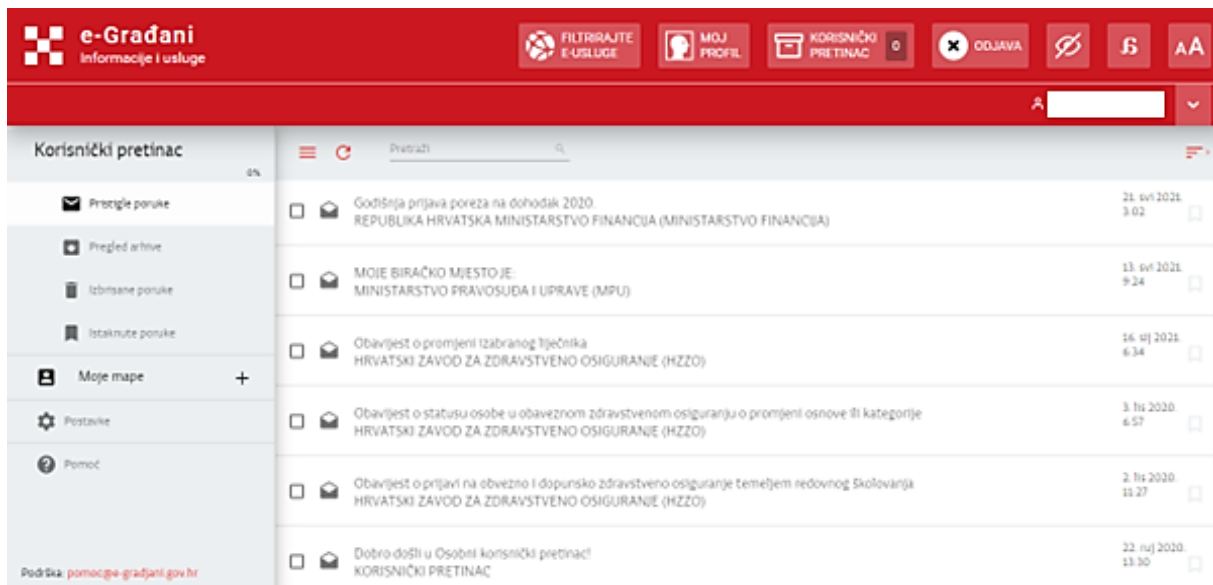 e-Građani
Informacije i usluge
FILTRIRAJTE
E-USLUGE
MOJ
PROFIL
KORISNIČKI
PRETINAC
0
ODJAVA
AA
Korisnički pretinac
0%
Pristigle poruke
Pregled arhive
Izbrisane poruke
Istaknute poruke
Moje mape +
Postavke
Pomoć
Podrška: pomoc@e-gradjani.gov.hr
Pretraži
Godišnja prijava poreza na dohodak 2020.
REPUBLIKA HRVATSKA MINISTARSTVO FINANCIJA (MINISTARSTVO FINANCIJA)
21. svi 2021.
3:02
MOJE BIRAČKO MJESTO JE:
MINISTARSTVO PRAVOSUĐA I UPRAVE (MPU)
13. svi 2021.
9:24
Obavijest o promjeni izabranog liječnika
HRVATSKI ZAVOD ZA ZDRAVSTVENO OSIGURANJE (HZZO)
16. sij 2021.
6:34
Obavijest o statusu osobe u obaveznom zdravstvenom osiguranju o promjeni osnove ili kategorije
HRVATSKI ZAVOD ZA ZDRAVSTVENO OSIGURANJE (HZZO)
3. lis 2020.
6:57
Obavijest o prijavi na obvezno i dopunsko zdravstveno osiguranje temeljem redovnog školovanja
HRVATSKI ZAVOD ZA ZDRAVSTVENO OSIGURANJE (HZZO)
2. lis 2020.
11:27
Dobro došli u Osobni korisnički pretinac!
KORISNIČKI PRETINAC
22. ruj 2020.
13:30